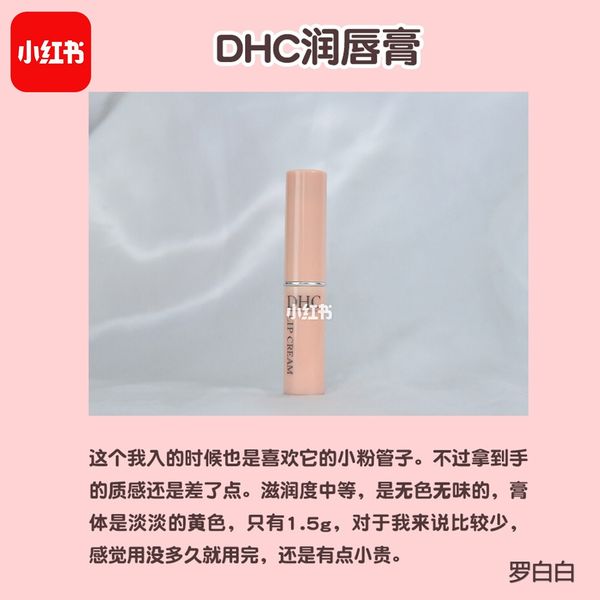 小红书
DHC润唇膏
DHC
小红书
LIP CREAM
这个我入的时候也是喜欢它的小粉管子。不过拿到手
的质感还是差了点。滋润度中等，是无色无味的，膏
体是淡淡的黄色，只有1.5g，对于我来说比较少，
感觉用没多久就用完，还是有点小贵。
罗白白